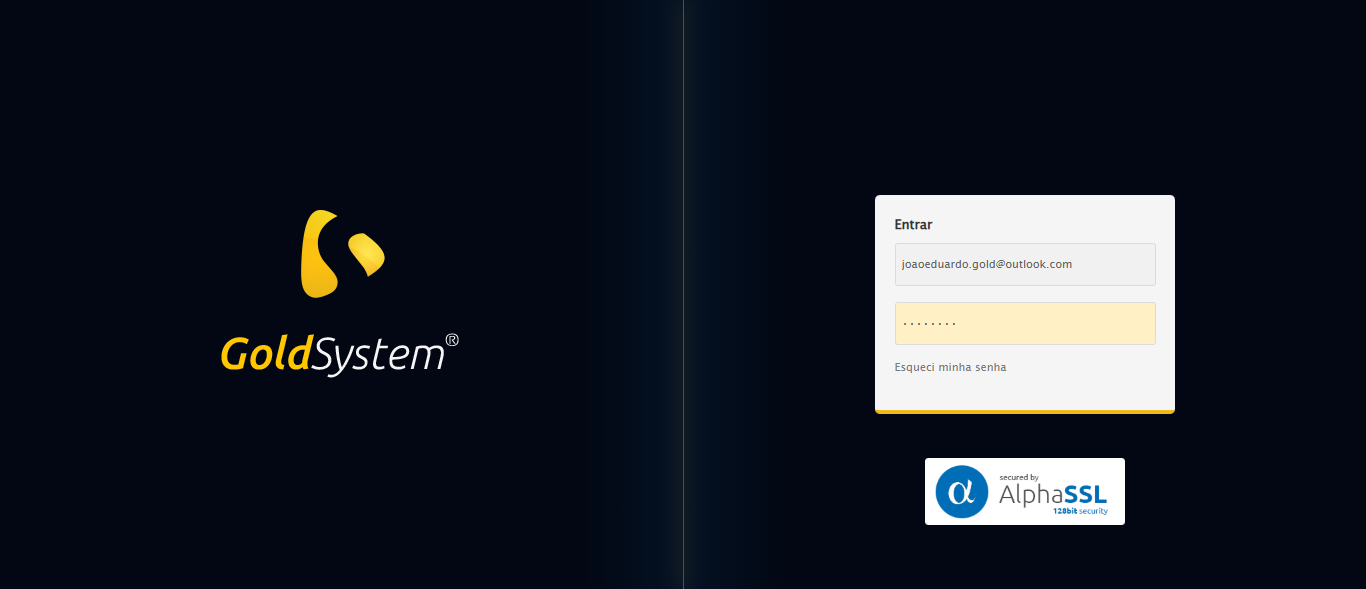 GoldSystem®
Entrar
joaoeduardo.gold@outlook.com
........
Esqueci minha senha
α
secured by
AlphaSSL
128bit security